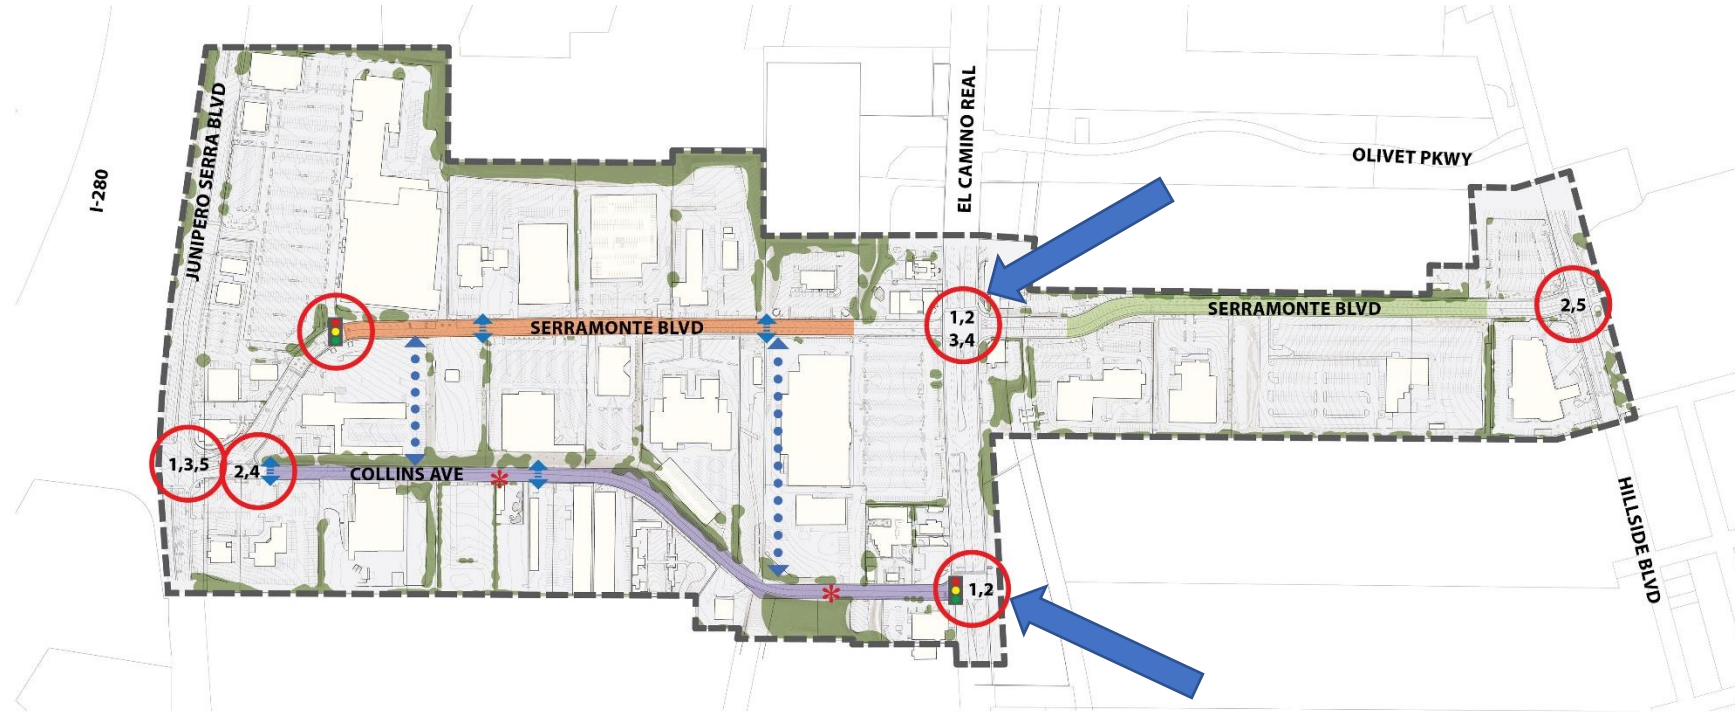 I-280
JUNIPERO SERRA BLVD
EL CAMINO REAL
OLIVET PKWY
SERRAMONTE BLVD
1,2
3,4
SERRAMONTE BLVD
2,5
1,3,5
2,4
COLLINS AVE
*
*
1,2
HILLSIDE BLVD